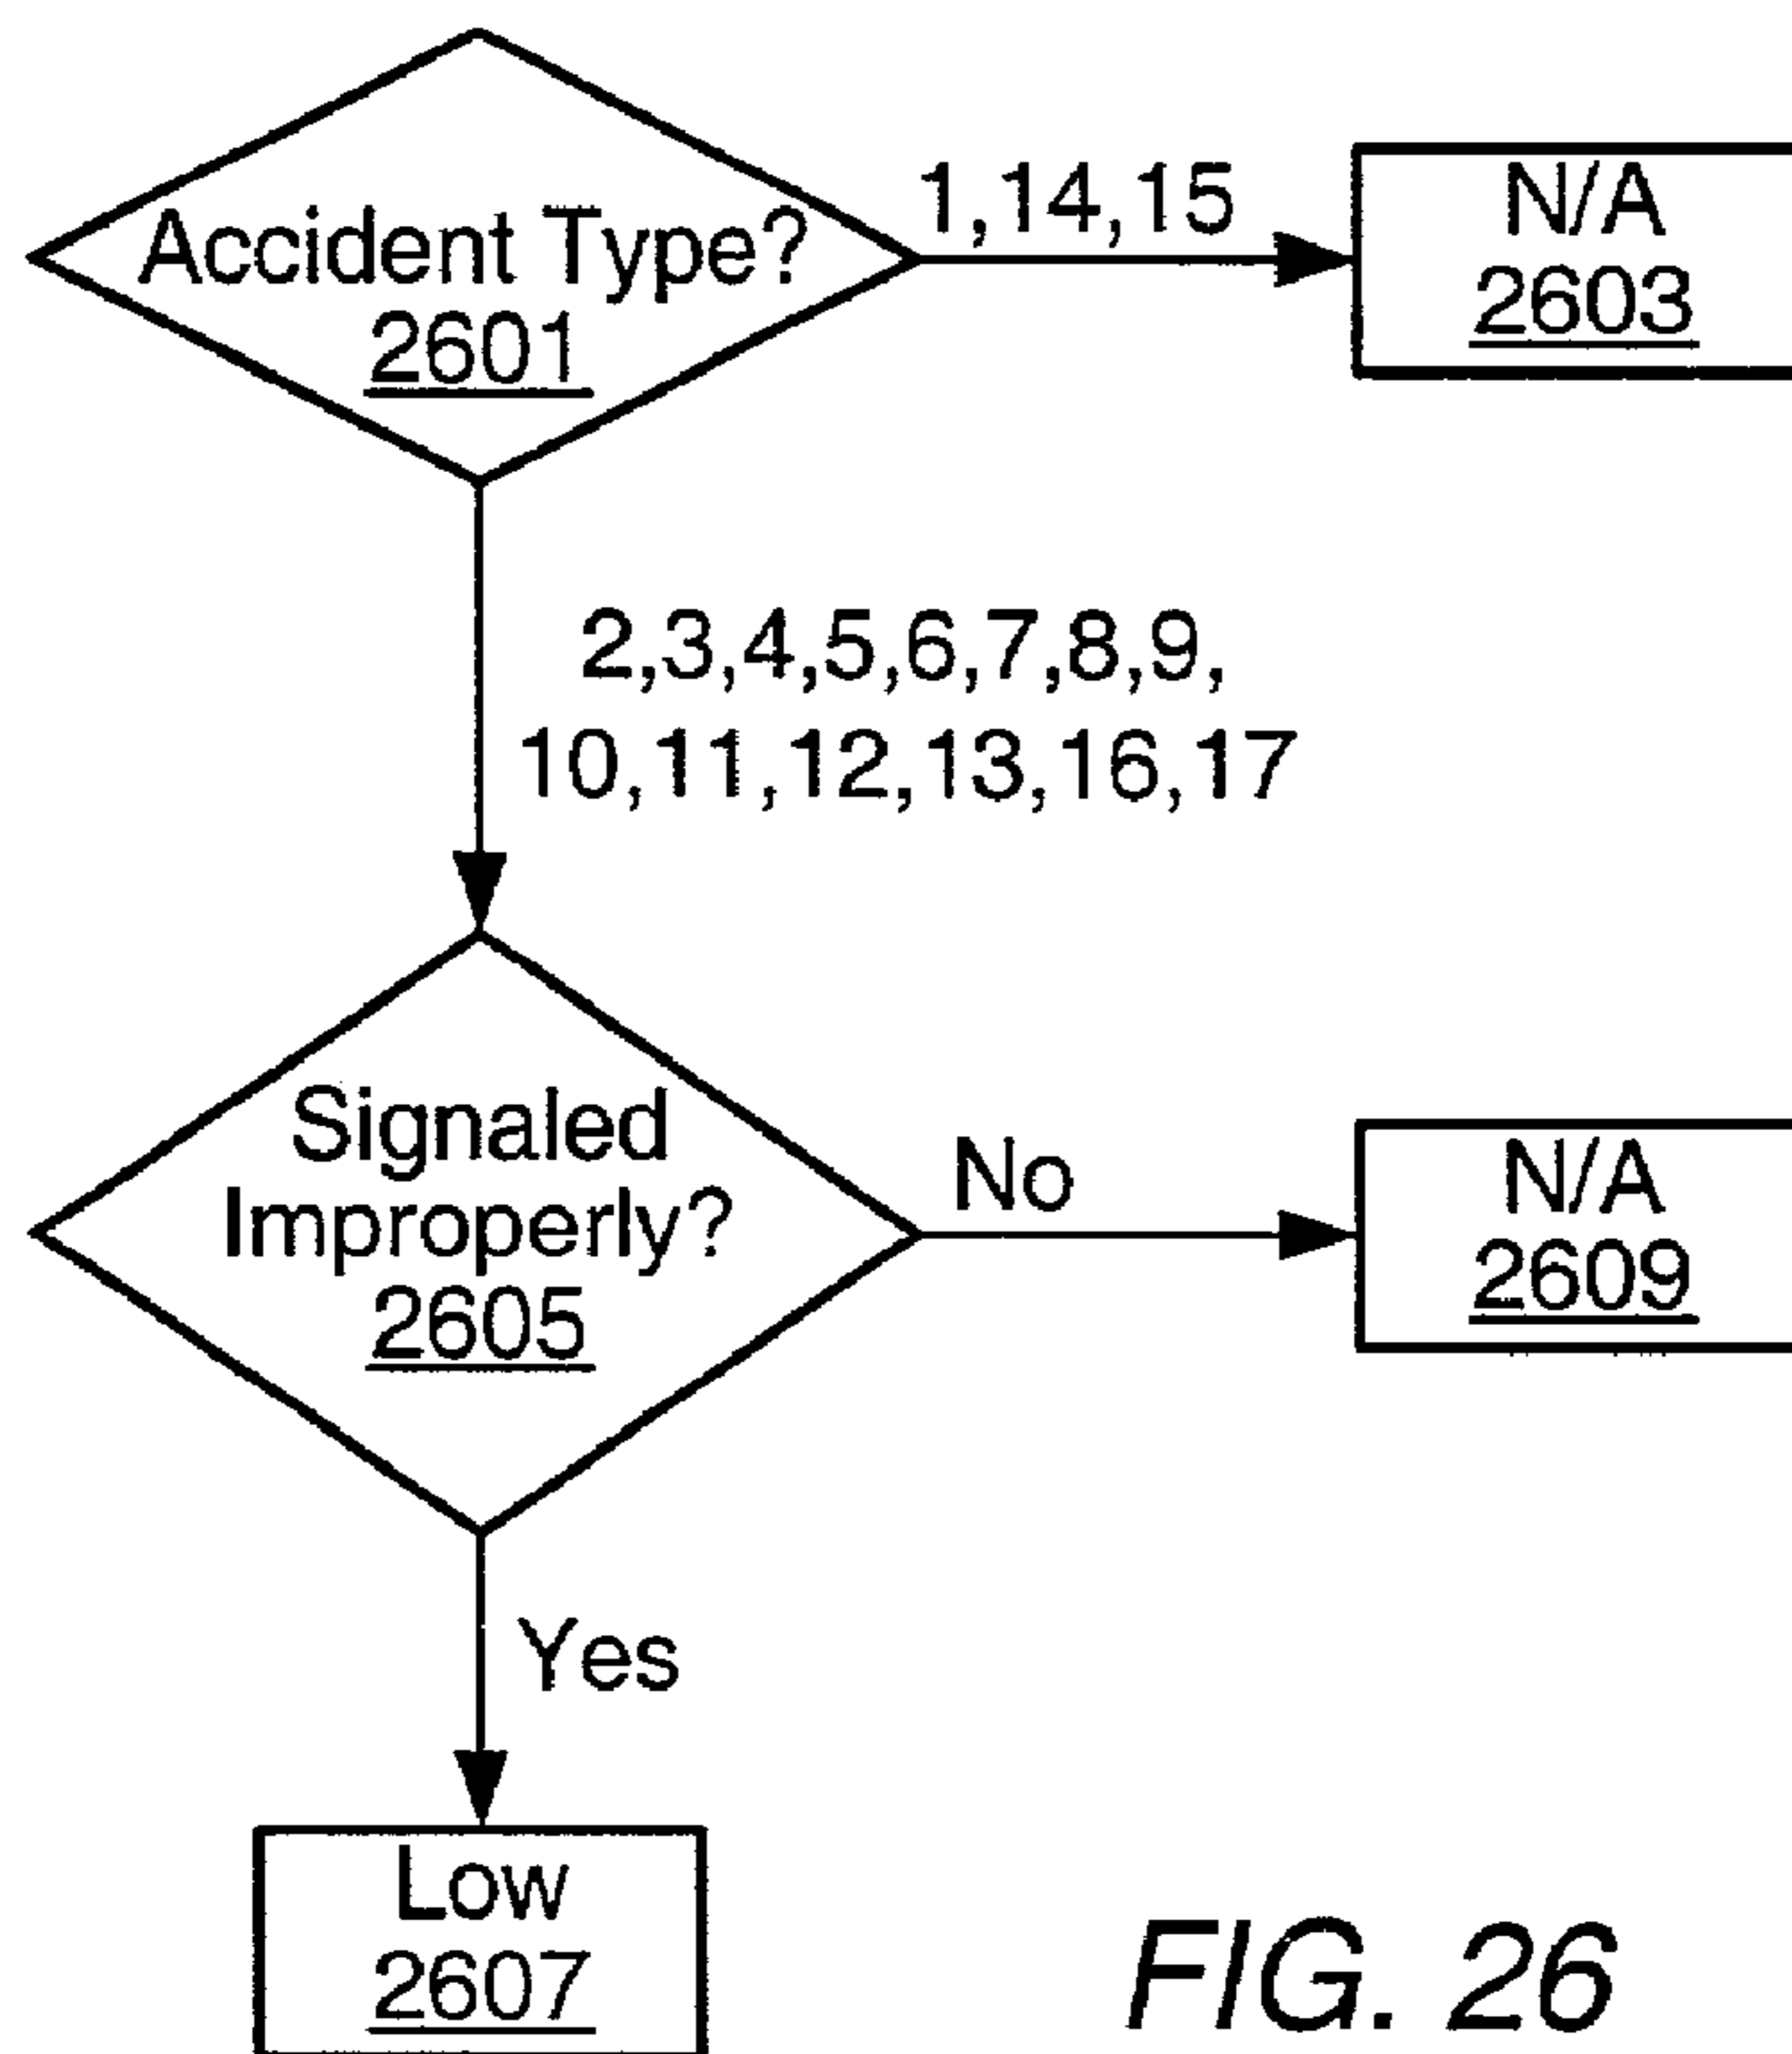 Accident Type?
2601
1,14,15
N/A
2603
2,3,4,5,6,7,8,9,
10,11,12,13,16,17
Signaled
Improperly?
2605
No
N/A
2609
Yes
Low
2607
FIG. 26